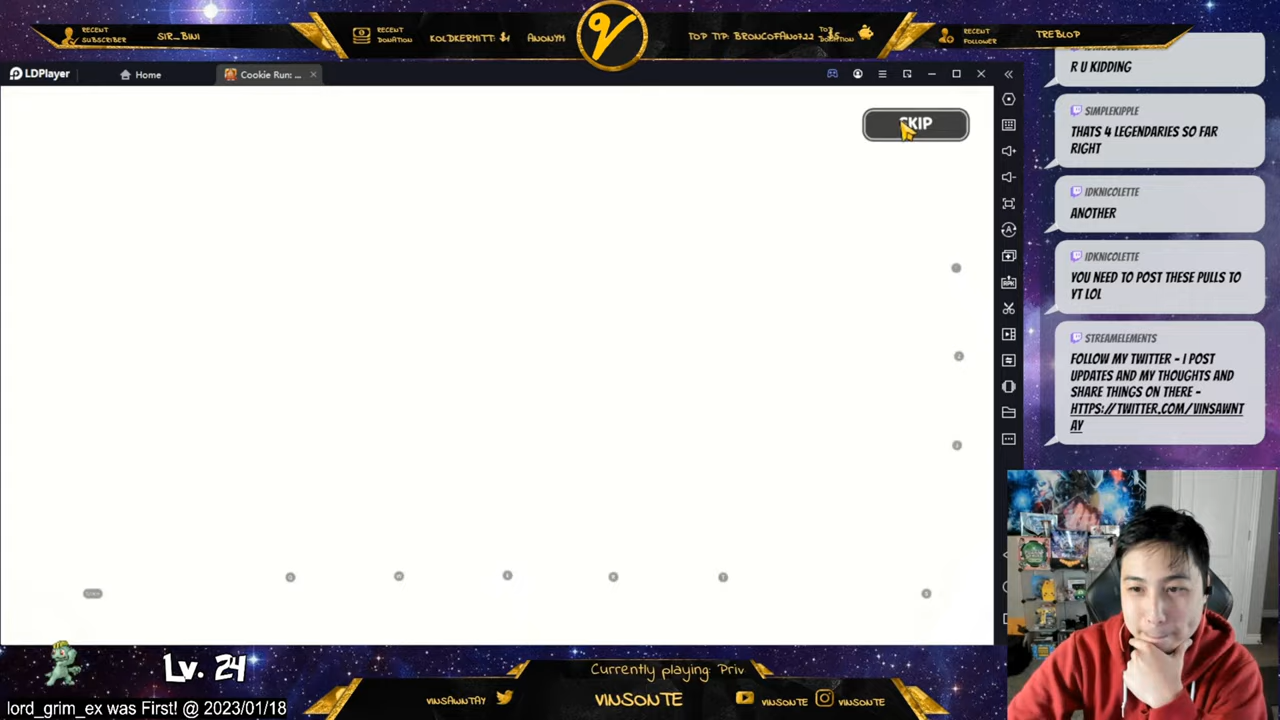 RECENT
SUBSCRIBER
SIR_BINI
RECENT
DONATION
KOLDKERMITT:
ANONYM
TOP TIP: BRONCOFAN0722
TOP
DONATION
RECENT
FOLLOWER
TREBLOP
LDPLAYER
Home
Cookie Run: ...
SKIP
R U KIDDING
SIMPLEKIPPLE
THATS 4 LEGENDARIES SO FAR
RIGHT
IDKNICOLETTE
ANOTHER
IDKNICOLETTE
YOU NEED TO POST THESE PULLS TO
YT LOL
STREAMELEMENTS
FOLLOW MY TWITTER - I POST
UPDATES AND MY THOUGHTS AND
SHARE THINGS ON THERE -
HTTPS://TWITTER.COM/VINSAWNT
AY
Lv. 24
Currently playing: Priv
lord_grim_ex was First! @ 2023/01/18
VINSAWNTAY
VINSONTE
VINSONTE
VINSONTE